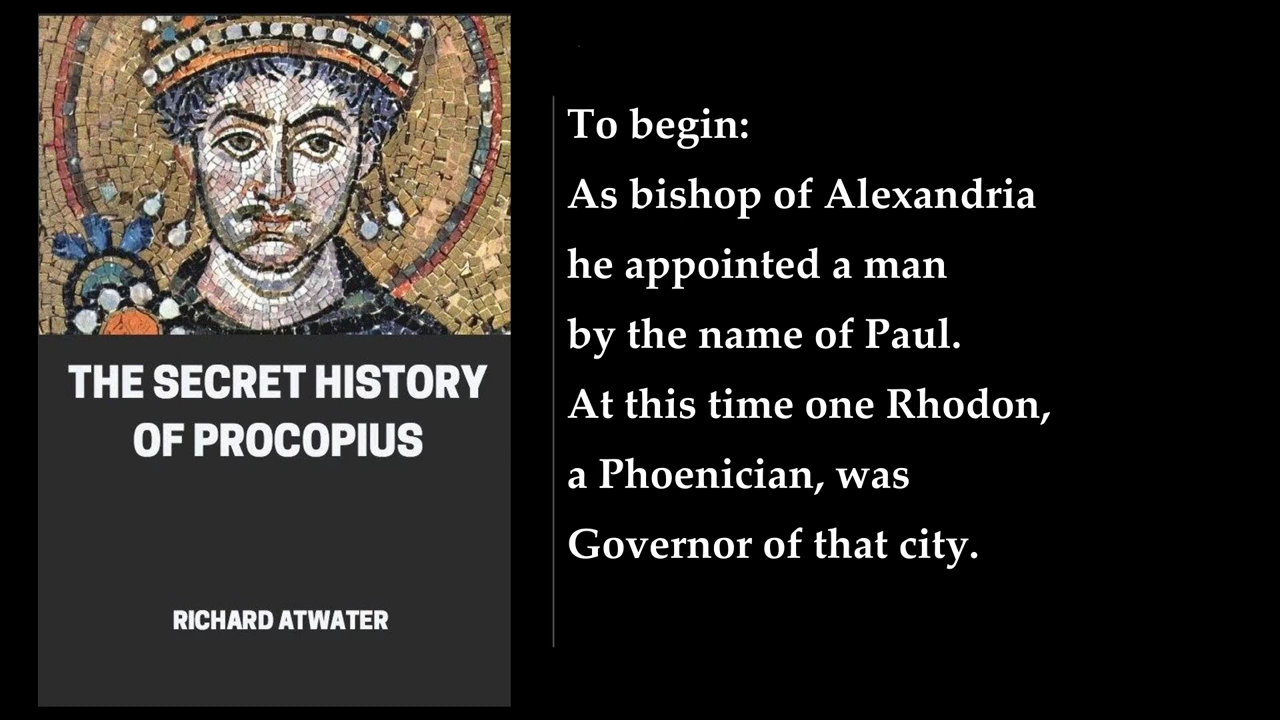 THE SECRET HISTORY
OF PROCOPIUS
RICHARD ATWATER
To begin:
As bishop of Alexandria
he appointed a man
by the name of Paul.
At this time one Rhodon,
a Phoenician, was
Governor of that city.